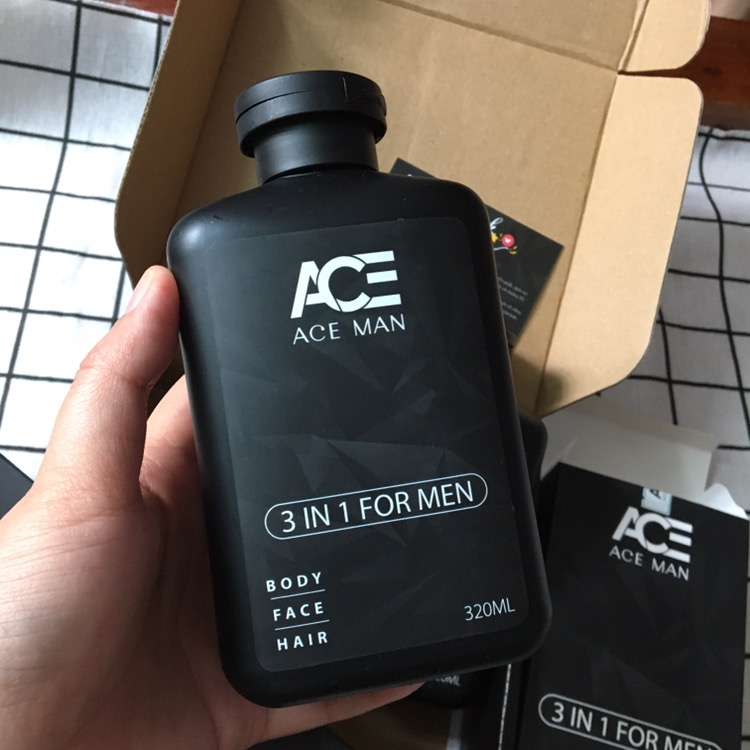 ACE
ACE MAN
3 IN 1 FOR MEN
BODY
FACE
HAIR
320ML
ACE
ACE MAN
3 IN 1 FOR MEN